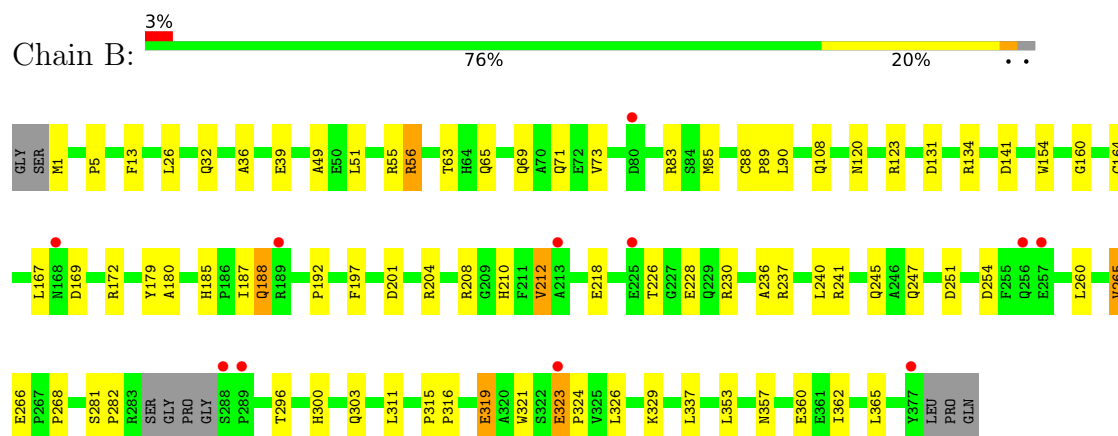 3%
Chain B:
76% 20% • •
GLY SER M1 P5 F13 L26 Q32 A36 E39 A49 E50 L51 R55 R56 T63 H64 Q65 Q69 A70 Q71 E72 V73 D80 R83 S84 M85 C88 P89 L90 Q108 N120 R123 D131 R134 D141 W154 G160
L167 N168 D169 R172 Y179 A180 H185 P186 I187 Q188 R189 P192 F197 D201 R204 R208 G209 H210 F211 V212 A213 E218 E225 T226 G227 E228 Q229 R230 A236 R237 L240 R241 Q245 A246 Q247 D251 D254 F255 Q256 E257 L260 V265
E266 P267 P268 S281 P282 R283 SER GLY PRO GLY S288 P289 T296 H300 Q303 L311 P315 P316 E319 A320 W321 S322 E323 P324 V325 L326 K329 L337 L353 N357 E360 E361 I362 L365 Y377 LEU PRO GLN